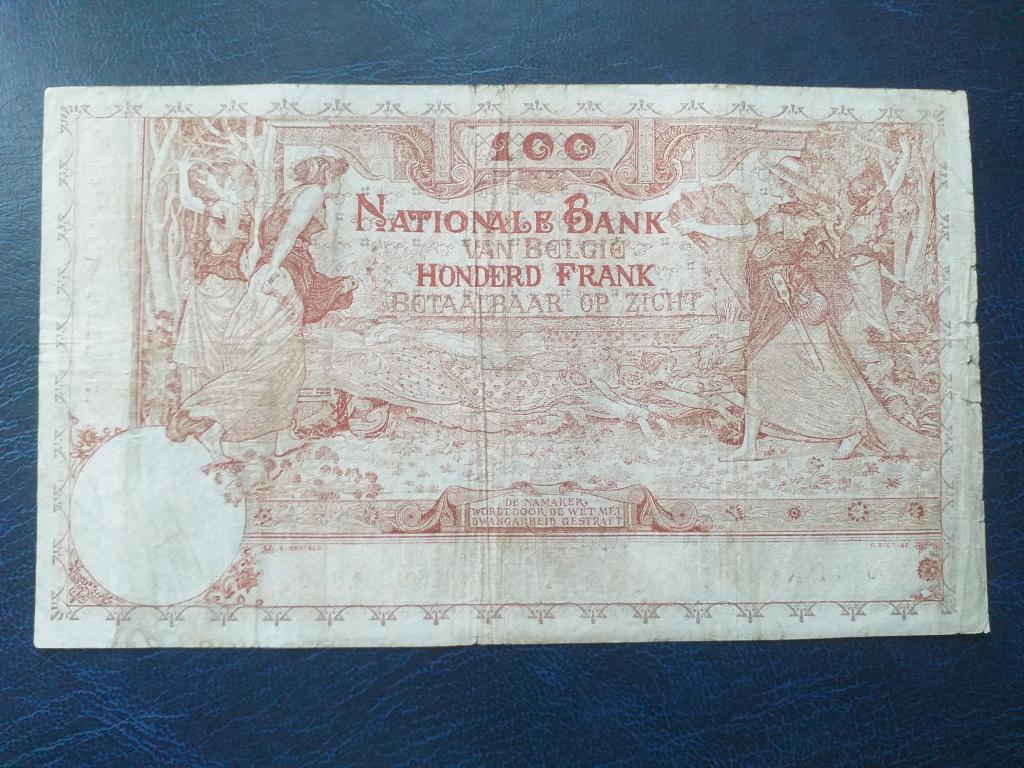 100
NATIONALE BANK
VAN BELGIË
HONDERD FRANK
BETAALBAAR OP ZICHT
DE NAMAKER
WORDT DOOR DE WET MET
DWANGARBEID GESTRAFT